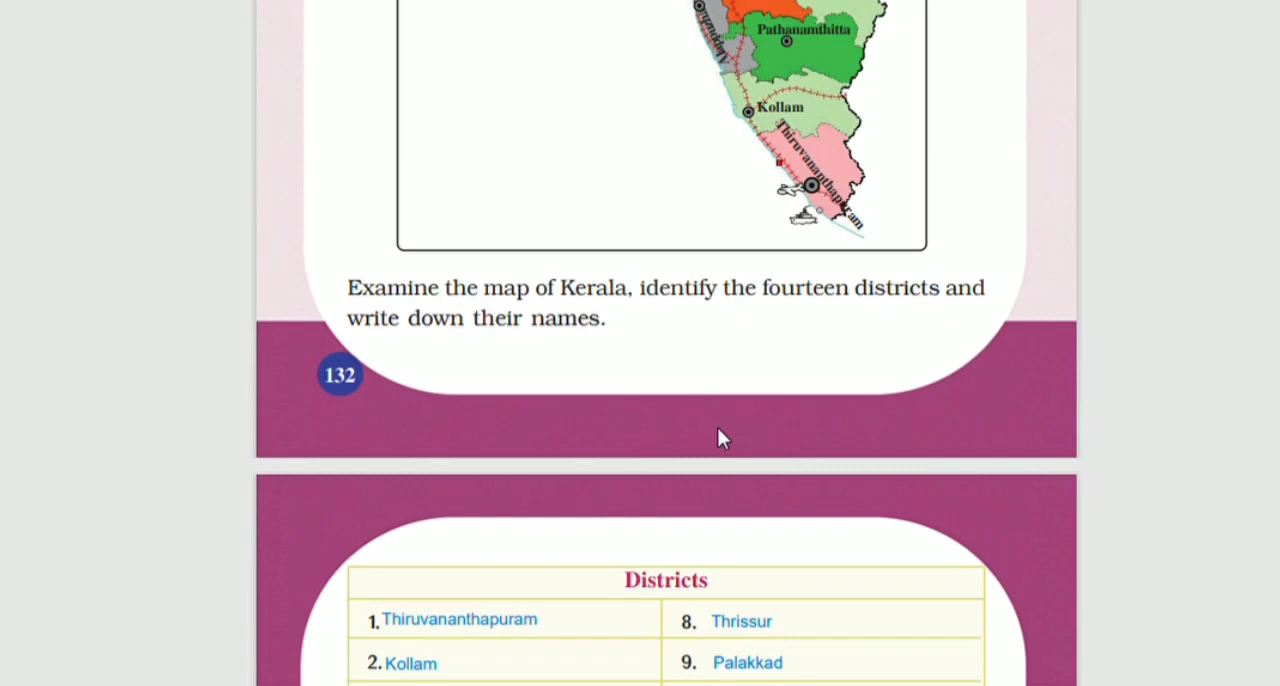 Pathanamthitta
Alappuzha
Kollam
Thiruvananthapuram
Examine the map of Kerala, identify the fourteen districts and
write down their names.
132
Districts
1. Thiruvananthapuram
8. Thrissur
2. Kollam
9. Palakkad